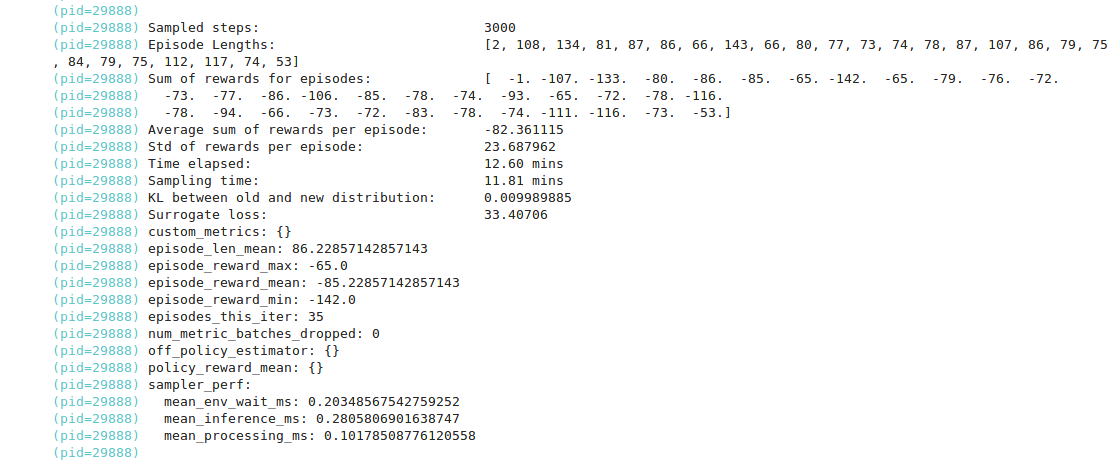 (pid=29888)
(pid=29888) Sampled steps:                            3000
(pid=29888) Episode Lengths:                          [2, 108, 134, 81, 87, 86, 66, 143, 66, 80, 77, 73, 74, 78, 87, 107, 86, 79, 75
, 84, 79, 75, 112, 117, 74, 53]
(pid=29888) Sum of rewards for episodes:              [  -1. -107. -133.  -80.  -86.  -85.  -65. -142.  -65.  -79.  -76.  -72.
(pid=29888)   -73.  -77.  -86. -106.  -85.  -78.  -74.  -93.  -65.  -72.  -78. -116.
(pid=29888)   -78.  -94.  -66.  -73.  -72.  -83.  -78.  -74. -111. -116.  -73.  -53.]
(pid=29888) Average sum of rewards per episode:       -82.361115
(pid=29888) Std of rewards per episode:               23.687962
(pid=29888) Time elapsed:                             12.60 mins
(pid=29888) Sampling time:                            11.81 mins
(pid=29888) KL between old and new distribution:      0.009989885
(pid=29888) Surrogate loss:                           33.40706
(pid=29888) custom_metrics: {}
(pid=29888) episode_len_mean: 86.22857142857143
(pid=29888) episode_reward_max: -65.0
(pid=29888) episode_reward_mean: -85.22857142857143
(pid=29888) episode_reward_min: -142.0
(pid=29888) episodes_this_iter: 35
(pid=29888) num_metric_batches_dropped: 0
(pid=29888) off_policy_estimator: {}
(pid=29888) policy_reward_mean: {}
(pid=29888) sampler_perf:
(pid=29888)   mean_env_wait_ms: 0.20348567542759252
(pid=29888)   mean_inference_ms: 0.2805806901638747
(pid=29888)   mean_processing_ms: 0.10178508776120558
(pid=29888)